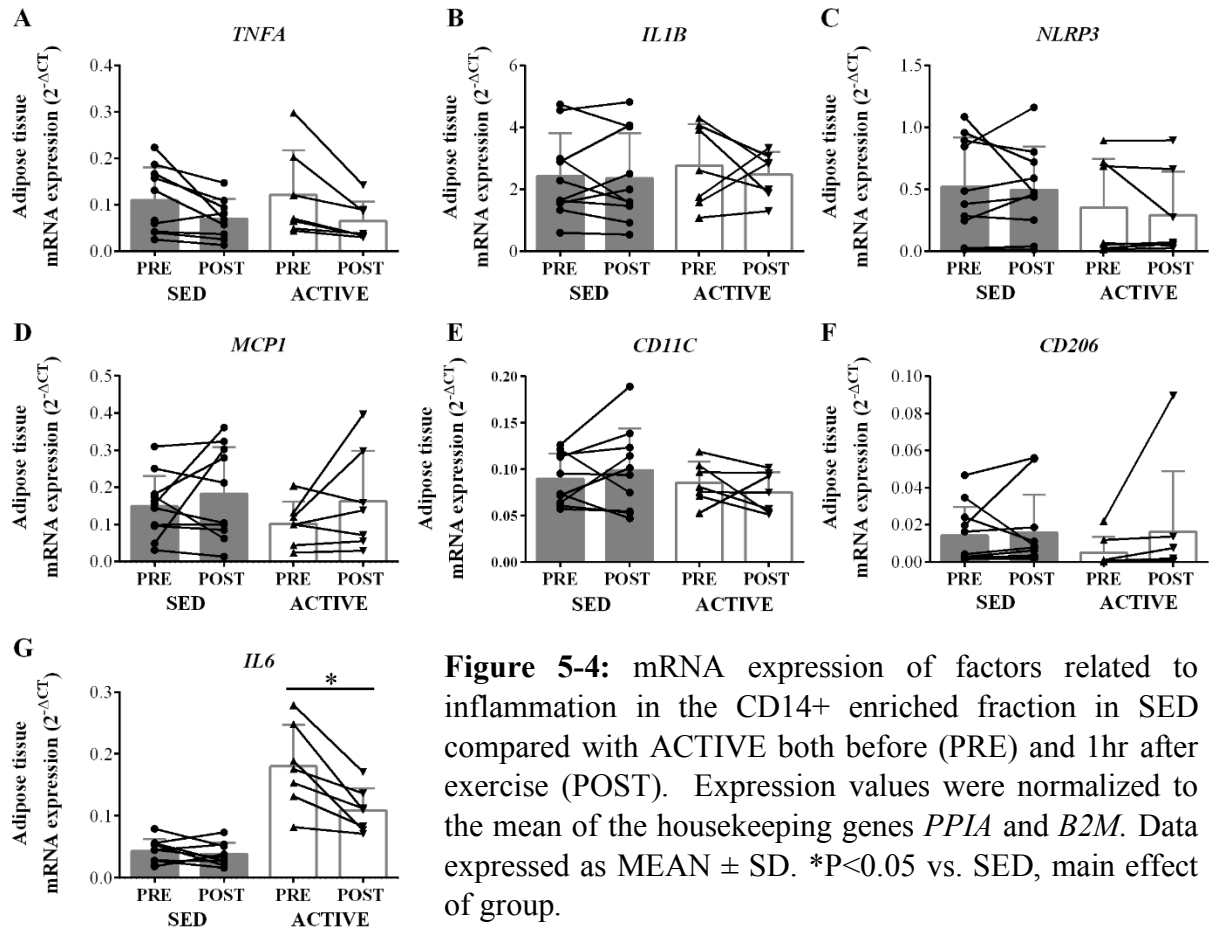 A
TNFA
Adipose tissue
mRNA expression (2^-ΔCT)
0.4
0.3
0.2
0.1
0.0
PRE POST PRE POST
SED ACTIVE
B
IL1B
Adipose tissue
mRNA expression (2^-ΔCT)
6
4
2
0
PRE POST PRE POST
SED ACTIVE
C
NLRP3
Adipose tissue
mRNA expression (2^-ΔCT)
1.5
1.0
0.5
0.0
PRE POST PRE POST
SED ACTIVE
D
MCP1
Adipose tissue
mRNA expression (2^-ΔCT)
0.5
0.4
0.3
0.2
0.1
0.0
PRE POST PRE POST
SED ACTIVE
E
CD11C
Adipose tissue
mRNA expression (2^-ΔCT)
0.20
0.15
0.10
0.05
0.00
PRE POST PRE POST
SED ACTIVE
F
CD206
Adipose tissue
mRNA expression (2^-ΔCT)
0.10
0.08
0.06
0.04
0.02
0.00
PRE POST PRE POST
SED ACTIVE
G
IL6
Adipose tissue
mRNA expression (2^-ΔCT)
0.3
0.2
0.1
0.0
*
PRE POST PRE POST
SED ACTIVE
Figure 5-4: mRNA expression of factors related to
inflammation in the CD14+ enriched fraction in SED
compared with ACTIVE both before (PRE) and 1hr after
exercise (POST). Expression values were normalized to
the mean of the housekeeping genes PPIA and B2M. Data
expressed as MEAN ± SD. *P<0.05 vs. SED, main effect
of group.